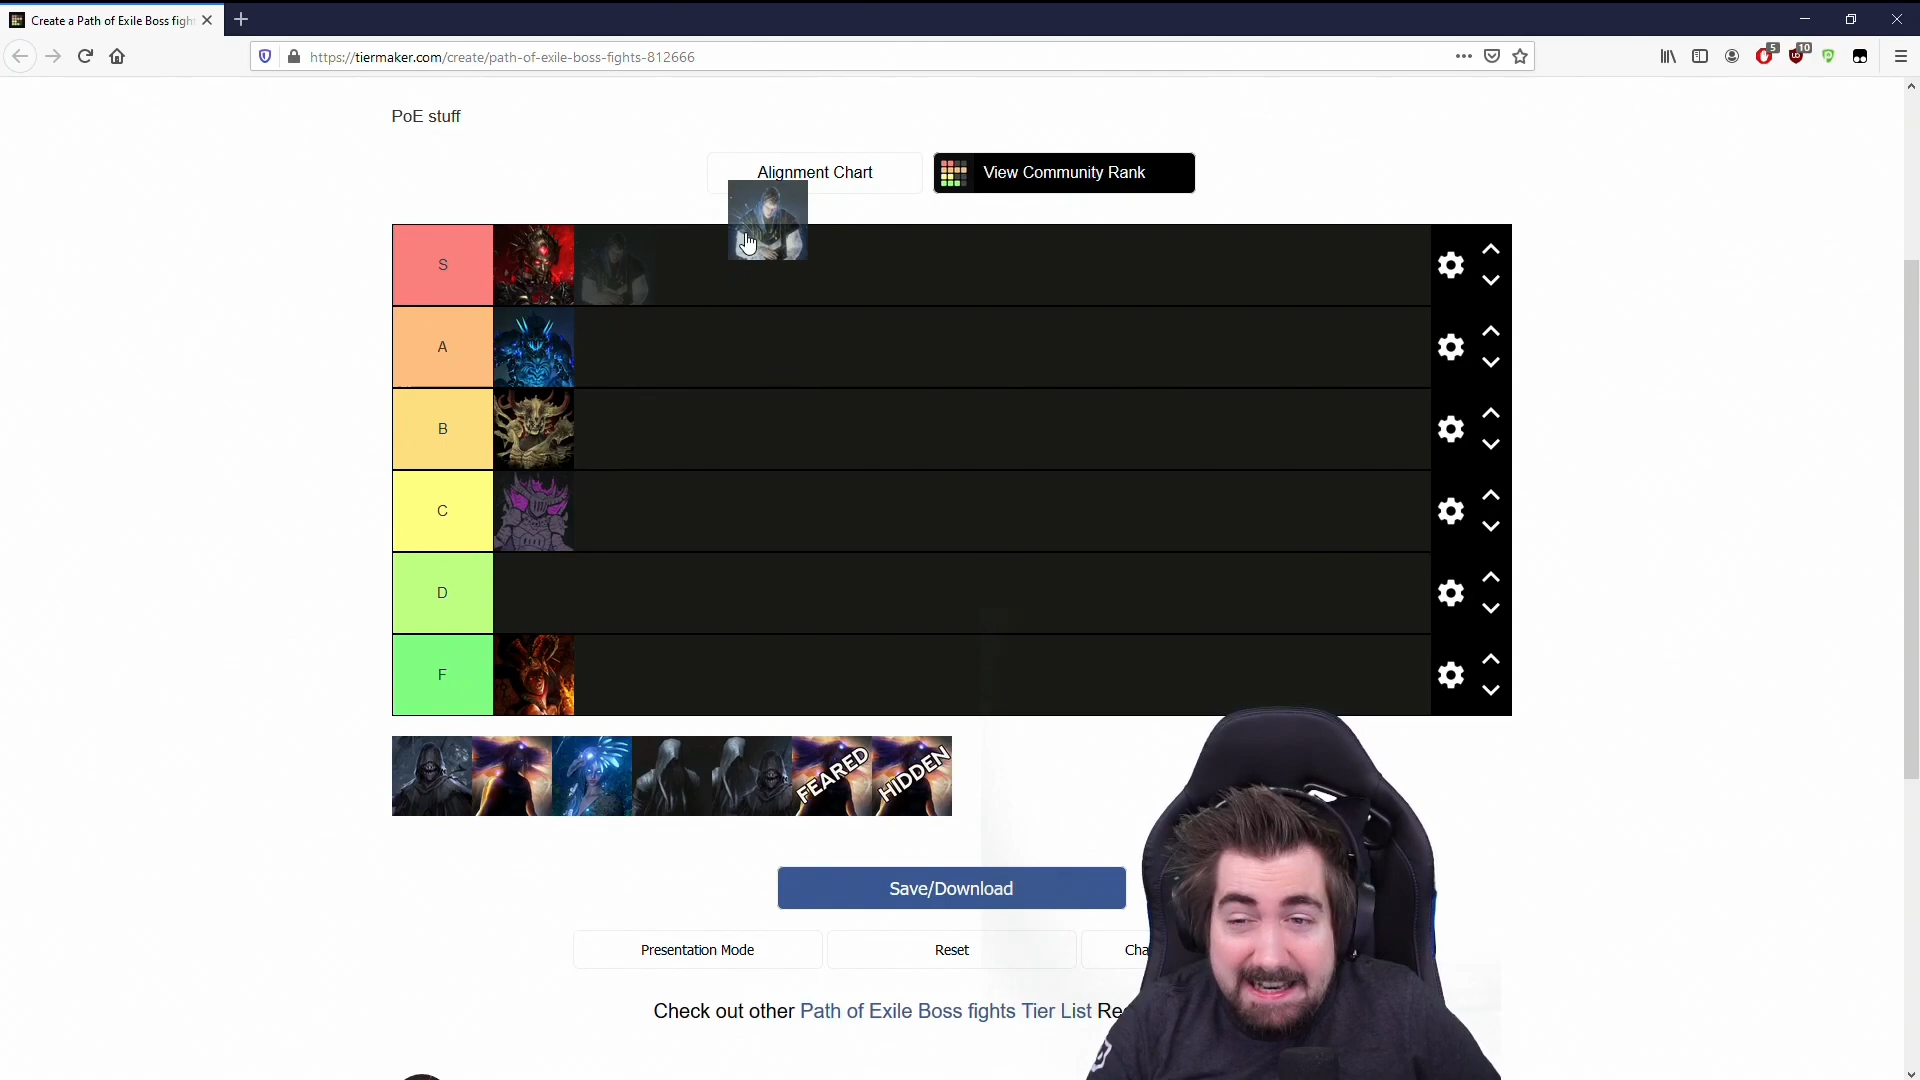 Create a Path of Exile Boss figh
https://tiermaker.com/create/path-of-exile-boss-fights-812666
5
10
PoE stuff
Alignment Chart
View Community Rank
S
A
B
C
D
F
FEARED
HIDDEN
Save/Download
Presentation Mode
Reset
Cha
Check out other Path of Exile Boss fights Tier List Re